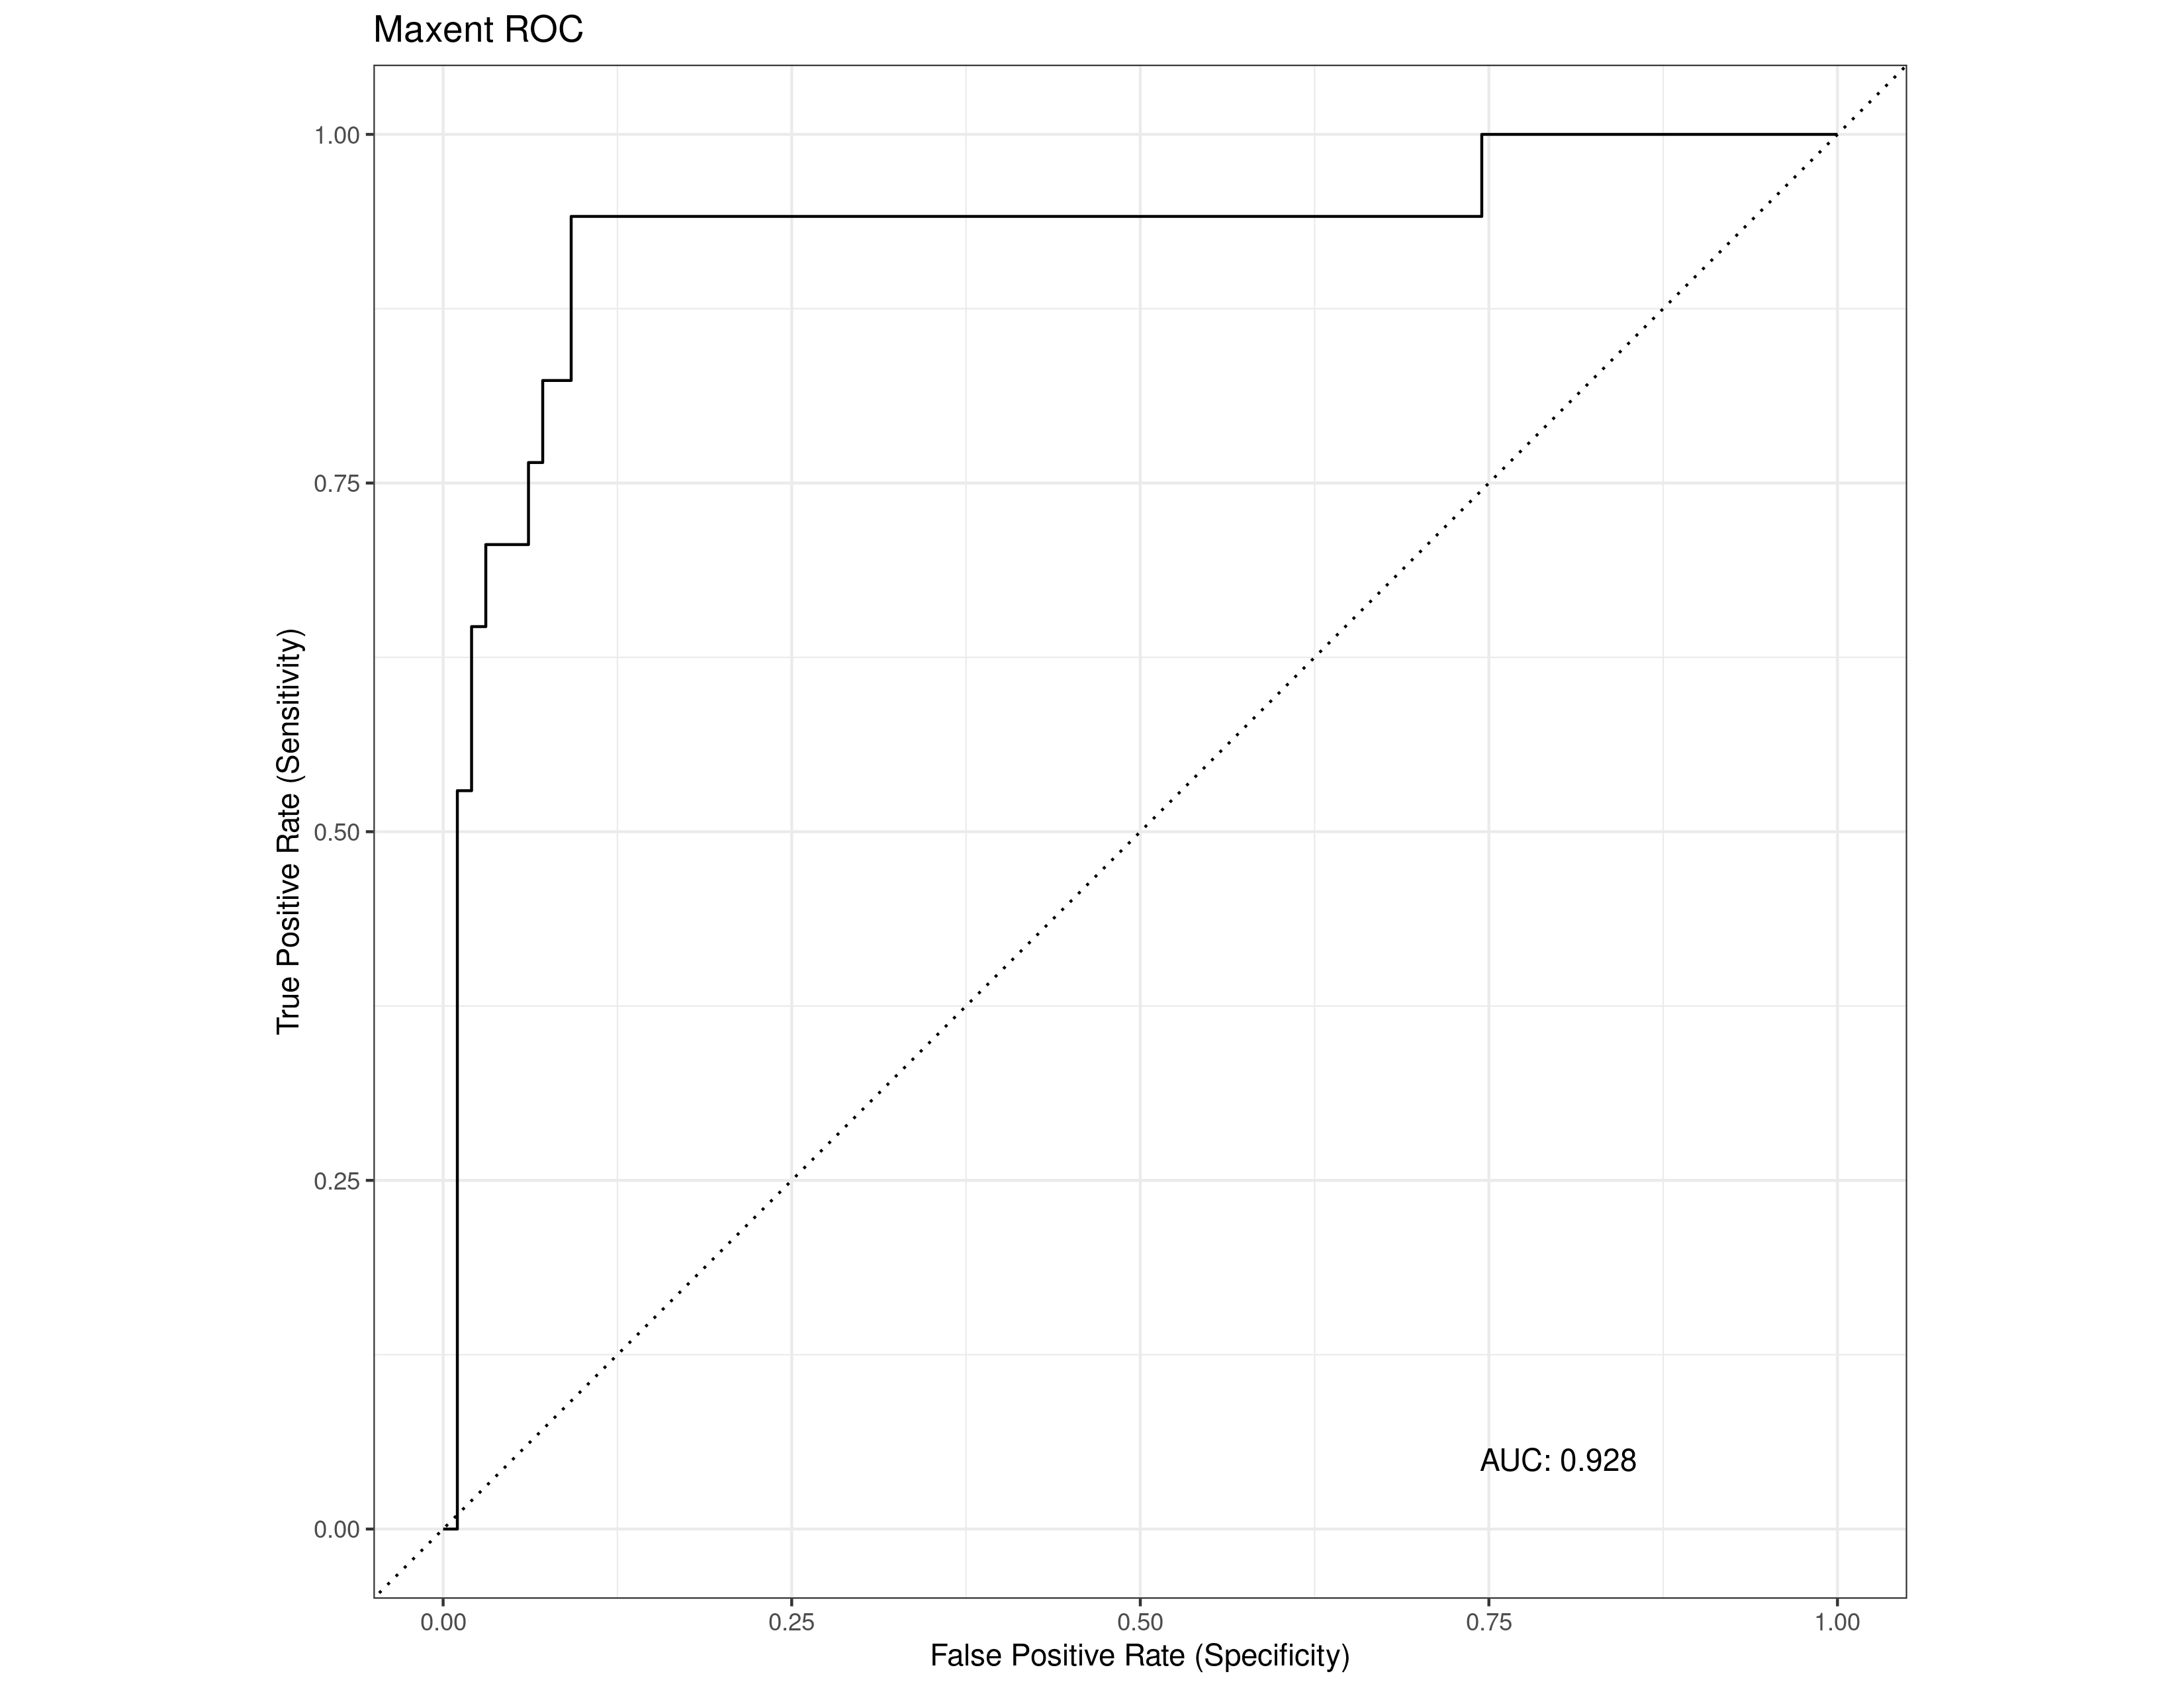 Maxent ROC
True Positive Rate (Sensitivity)
1.00
0.75
0.50
0.25
0.00
AUC: 0.928
0.00 0.25 0.50 0.75 1.00
False Positive Rate (Specificity)